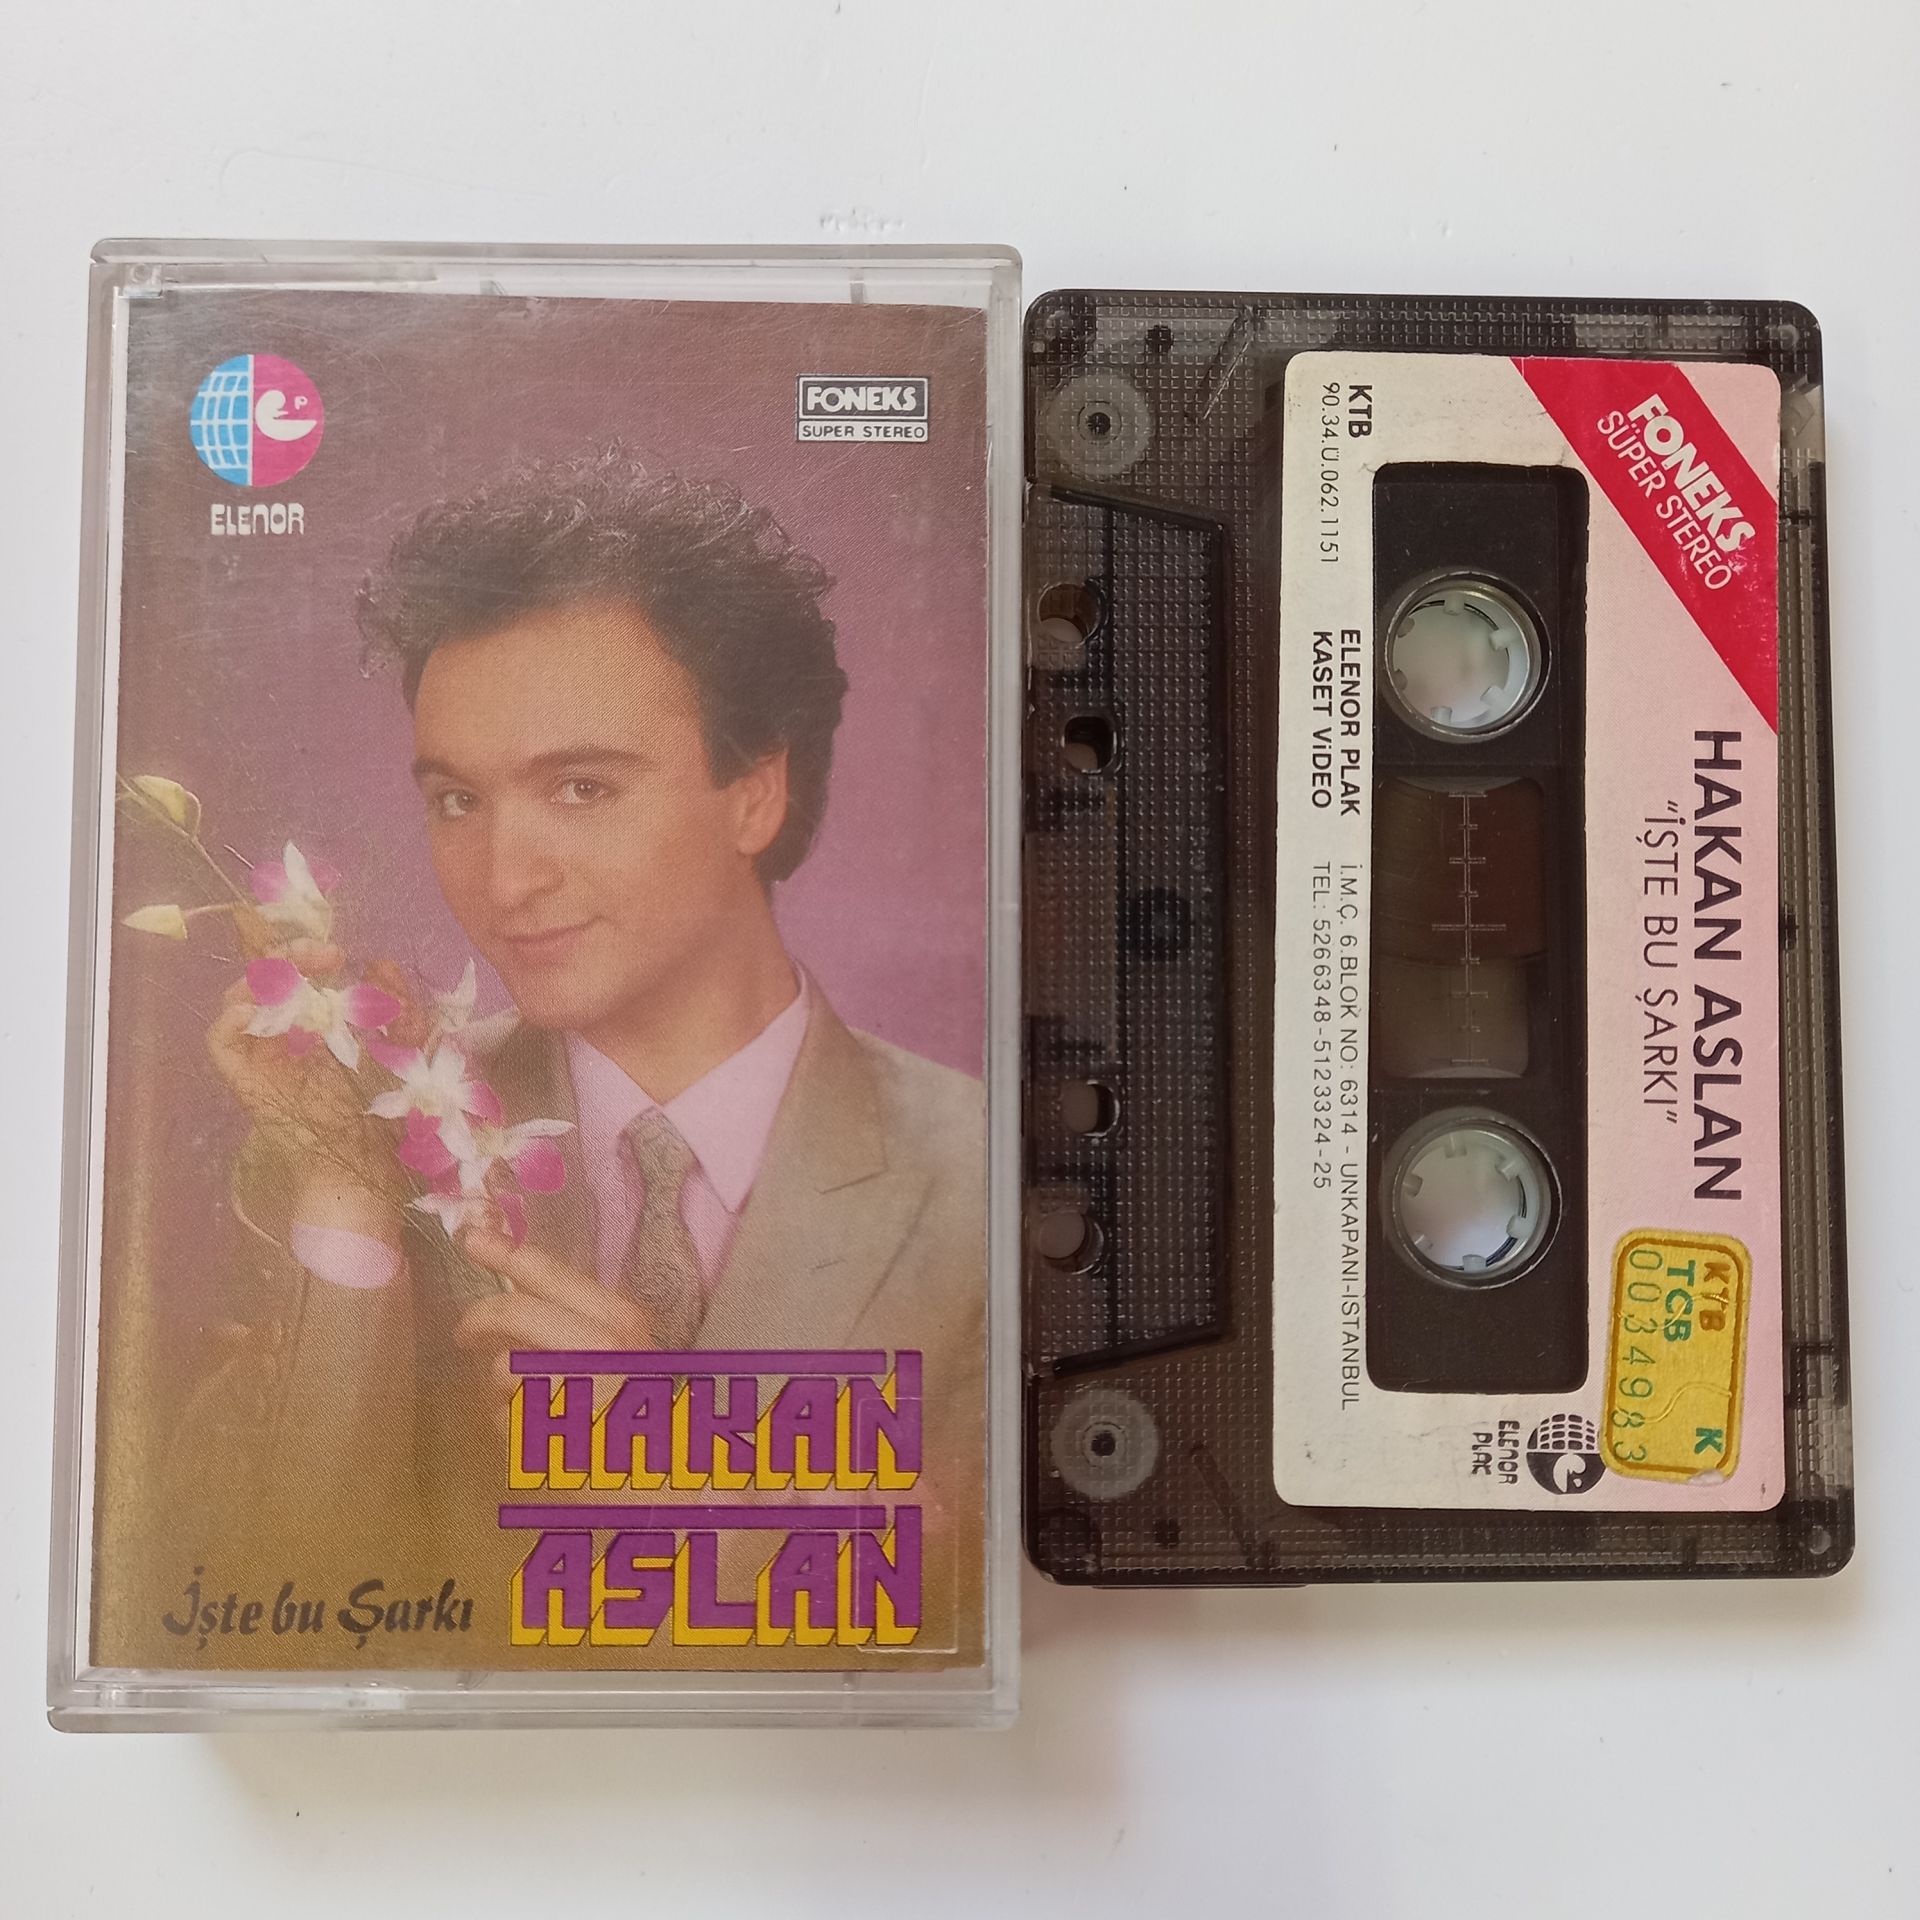 ELENOR
FONEKS
SUPER STEREO
HAKAN
ASLAN
İşte bu Şarkı
FONEKS
SÜPER STEREO
HAKAN ASLAN
"İŞTE BU ŞARKI"
KTB
90.34.Ü.062.1151
ELENOR PLAK
KASET VİDEO
İ.M.Ç. 6.BLOK NO: 6314 - UNKAPANI-İSTANBUL
TEL: 5266348-5123324-25
ELENOR
PLAK
KTB
K
TCB
0034983